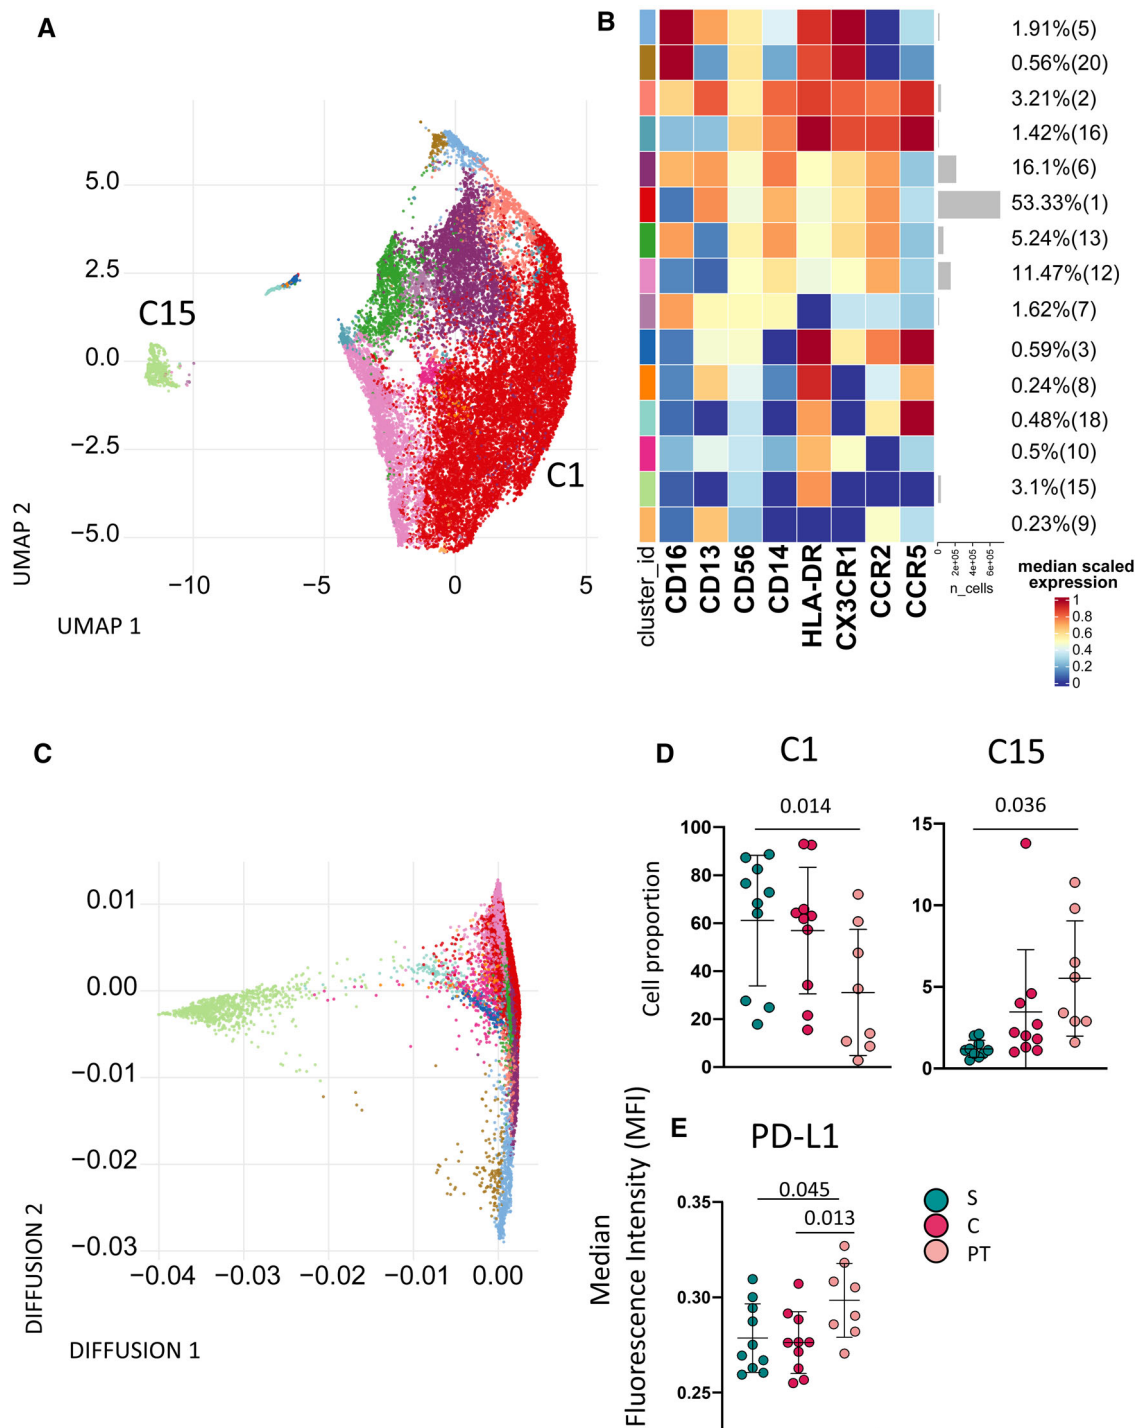 A
5.0
2.5
0.0
−2.5
−5.0
C15
C1
−10
−5
0
5
UMAP 2
UMAP 1
B
1.91%(5)
0.56%(20)
3.21%(2)
1.42%(16)
16.1%(6)
53.33%(1)
5.24%(13)
11.47%(12)
1.62%(7)
0.59%(3)
0.24%(8)
0.48%(18)
0.5%(10)
3.1%(15)
0.23%(9)
cluster_id
CD16
CD13
CD56
CD14
HLA-DR
CX3CR1
CCR2
CCR5
0
2e+05
4e+05
6e+05
n_cells
median scaled
expression
1
0.8
0.6
0.4
0.2
0
C
0.01
0.00
−0.01
−0.02
−0.03
−0.04
−0.03
−0.02
−0.01
0.00
DIFFUSION 2
DIFFUSION 1
D
C1
0.014
100
80
60
40
20
0
Cell proportion
C15
0.036
15
10
5
0
E
PD-L1
0.045
0.013
0.35
0.30
0.25
Median
Fluorescence Intensity (MFI)
S
C
PT